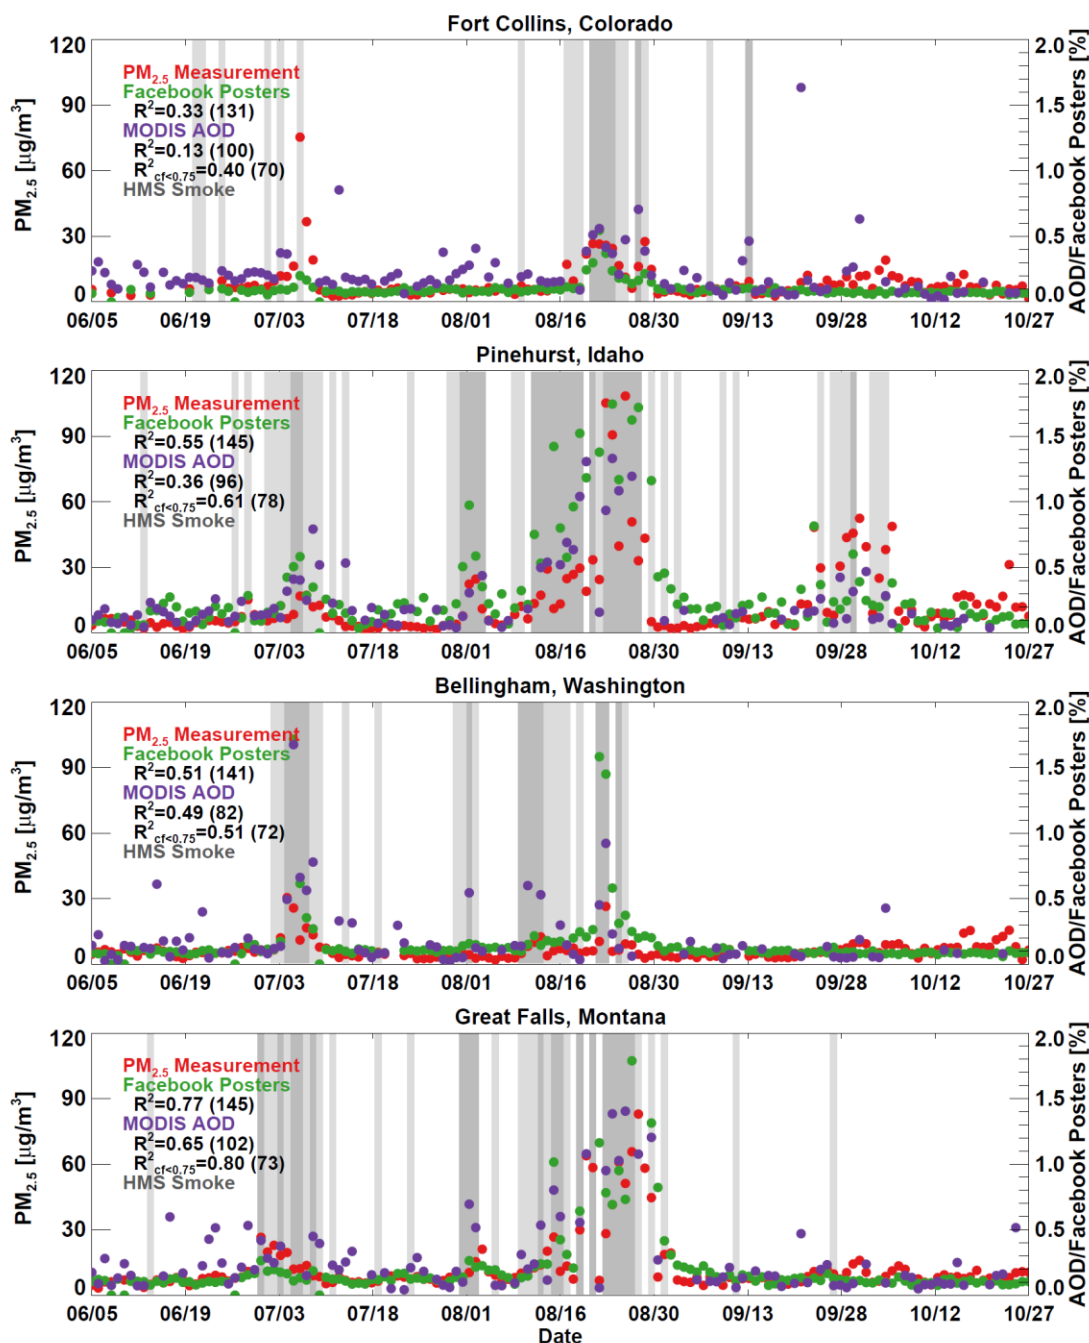 Fort Collins, Colorado
120
90
60
30
0
PM2.5 [μg/m3]
PM2.5 Measurement
Facebook Posters
R2=0.33 (131)
MODIS AOD
R2=0.13 (100)
R2cf<0.75=0.40 (70)
HMS Smoke
2.0
1.5
1.0
0.5
0.0
AOD/Facebook Posters [%]
06/05 06/19 07/03 07/18 08/01 08/16 08/30 09/13 09/28 10/12 10/27
Pinehurst, Idaho
120
90
60
30
0
PM2.5 [μg/m3]
PM2.5 Measurement
Facebook Posters
R2=0.55 (145)
MODIS AOD
R2=0.36 (96)
R2cf<0.75=0.61 (78)
HMS Smoke
2.0
1.5
1.0
0.5
0.0
AOD/Facebook Posters [%]
06/05 06/19 07/03 07/18 08/01 08/16 08/30 09/13 09/28 10/12 10/27
Bellingham, Washington
120
90
60
30
0
PM2.5 [μg/m3]
PM2.5 Measurement
Facebook Posters
R2=0.51 (141)
MODIS AOD
R2=0.49 (82)
R2cf<0.75=0.51 (72)
HMS Smoke
2.0
1.5
1.0
0.5
0.0
AOD/Facebook Posters [%]
06/05 06/19 07/03 07/18 08/01 08/16 08/30 09/13 09/28 10/12 10/27
Great Falls, Montana
120
90
60
30
0
PM2.5 [μg/m3]
PM2.5 Measurement
Facebook Posters
R2=0.77 (145)
MODIS AOD
R2=0.65 (102)
R2cf<0.75=0.80 (73)
HMS Smoke
2.0
1.5
1.0
0.5
0.0
AOD/Facebook Posters [%]
06/05 06/19 07/03 07/18 08/01 08/16 08/30 09/13 09/28 10/12 10/27
Date